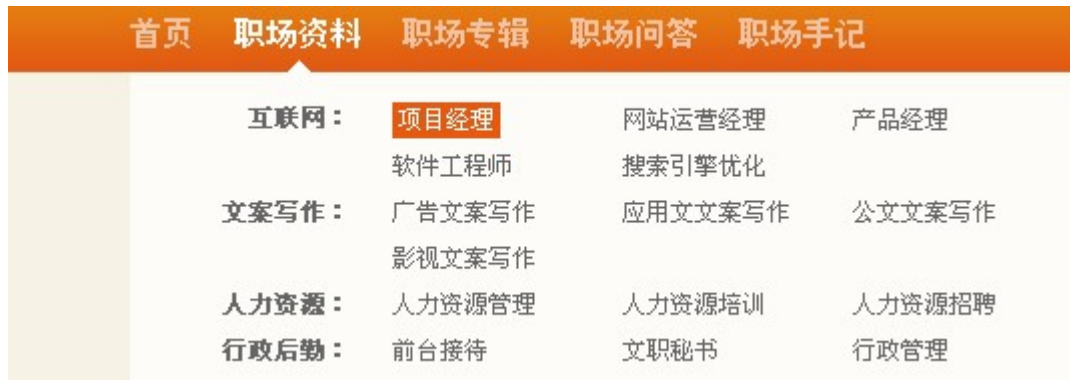 首页 职场资料 职场专辑 职场问答 职场手记
互联网： 项目经理 网站运营经理 产品经理
软件工程师 搜索引擎优化
文案写作： 广告文案写作 应用文文案写作 公文文案写作
影视文案写作
人力资源： 人力资源管理 人力资源培训 人力资源招聘
行政后勤： 前台接待 文职秘书 行政管理